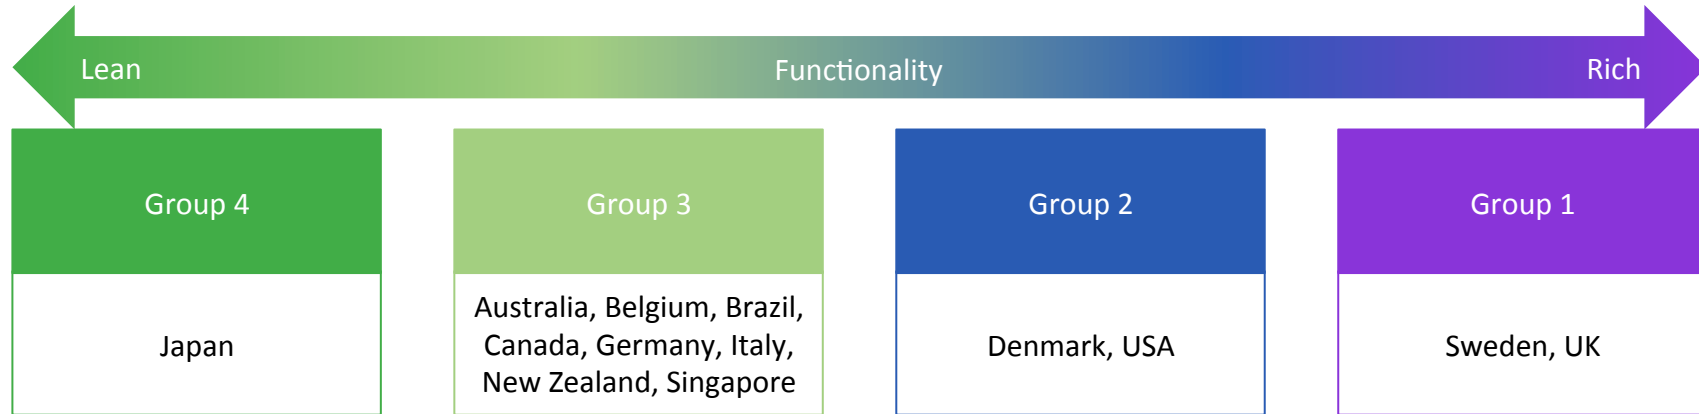 Lean Functionality Rich
Group 4
Group 3
Group 2
Group 1
Japan
Australia, Belgium, Brazil,
Canada, Germany, Italy,
New Zealand, Singapore
Denmark, USA
Sweden, UK